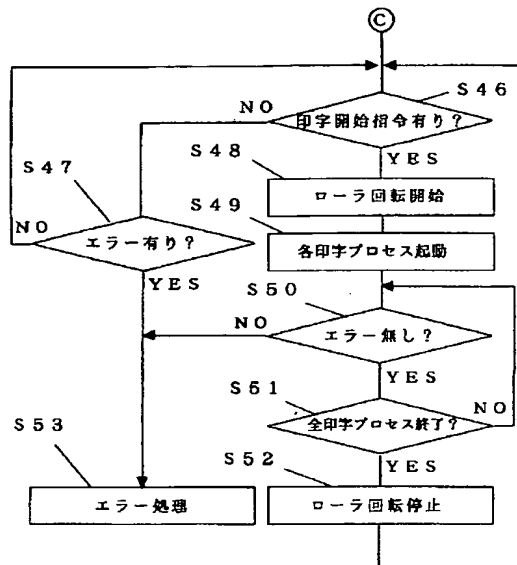 C
S46
NO
印字開始指令有り?
S48
YES
S47
ローラ回転開始
S49
NO
エラー有り?
各印字プロセス起動
YES
S50
NO
エラー無し?
YES
S51
全印字プロセス終了?
NO
S53
S52
YES
エラー処理
ローラ回転停止